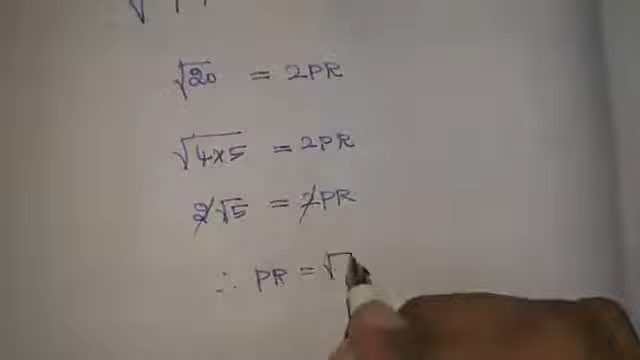 √20 = 2PR
√4×5 = 2PR
2√5 = 2PR
∴ PR = √